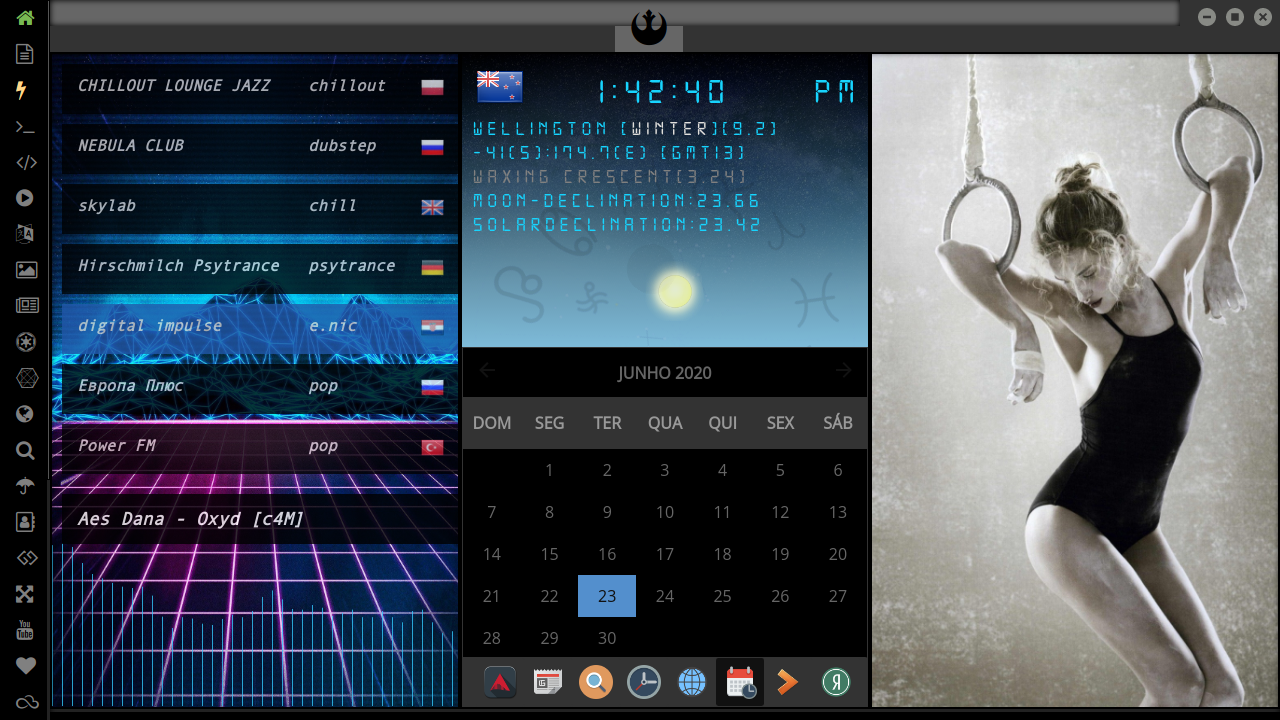 CHILLOUT LOUNGE JAZZ chillout
NEBULA CLUB dubstep
skylab chill
Hirschmilch Psytrance psytrance
digital impulse e.nic
Европа Плюс pop
Power FM pop
Aes Dana - Oxyd [c4M]
1:42:40 PM
WELLINGTON [WINTER][9.2]
-41(S):174.7(E) [GMT13]
WAXING CRESCENT[3.24]
MOON-DECLINATION:23.66
SOLARDECLINATION:23.42
JUNHO 2020
DOM SEG TER QUA QUI SEX SÁB
1 2 3 4 5 6
7 8 9 10 11 12 13
14 15 16 17 18 19 20
21 22 23 24 25 26 27
28 29 30
You
Tube
Я